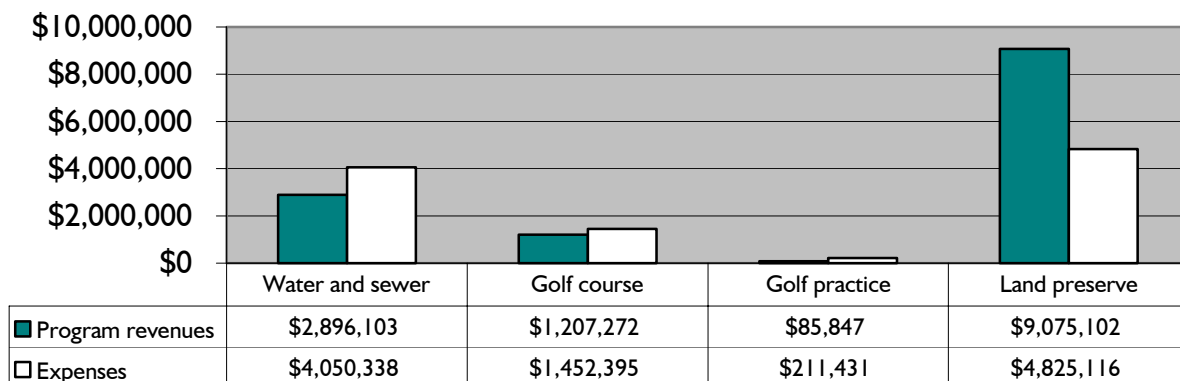 $10,000,000
$8,000,000
$6,000,000
$4,000,000
$2,000,000
$0
Water and sewer Golf course Golf practice Land preserve
Program revenues $2,896,103 $1,207,272 $85,847 $9,075,102
Expenses $4,050,338 $1,452,395 $211,431 $4,825,116